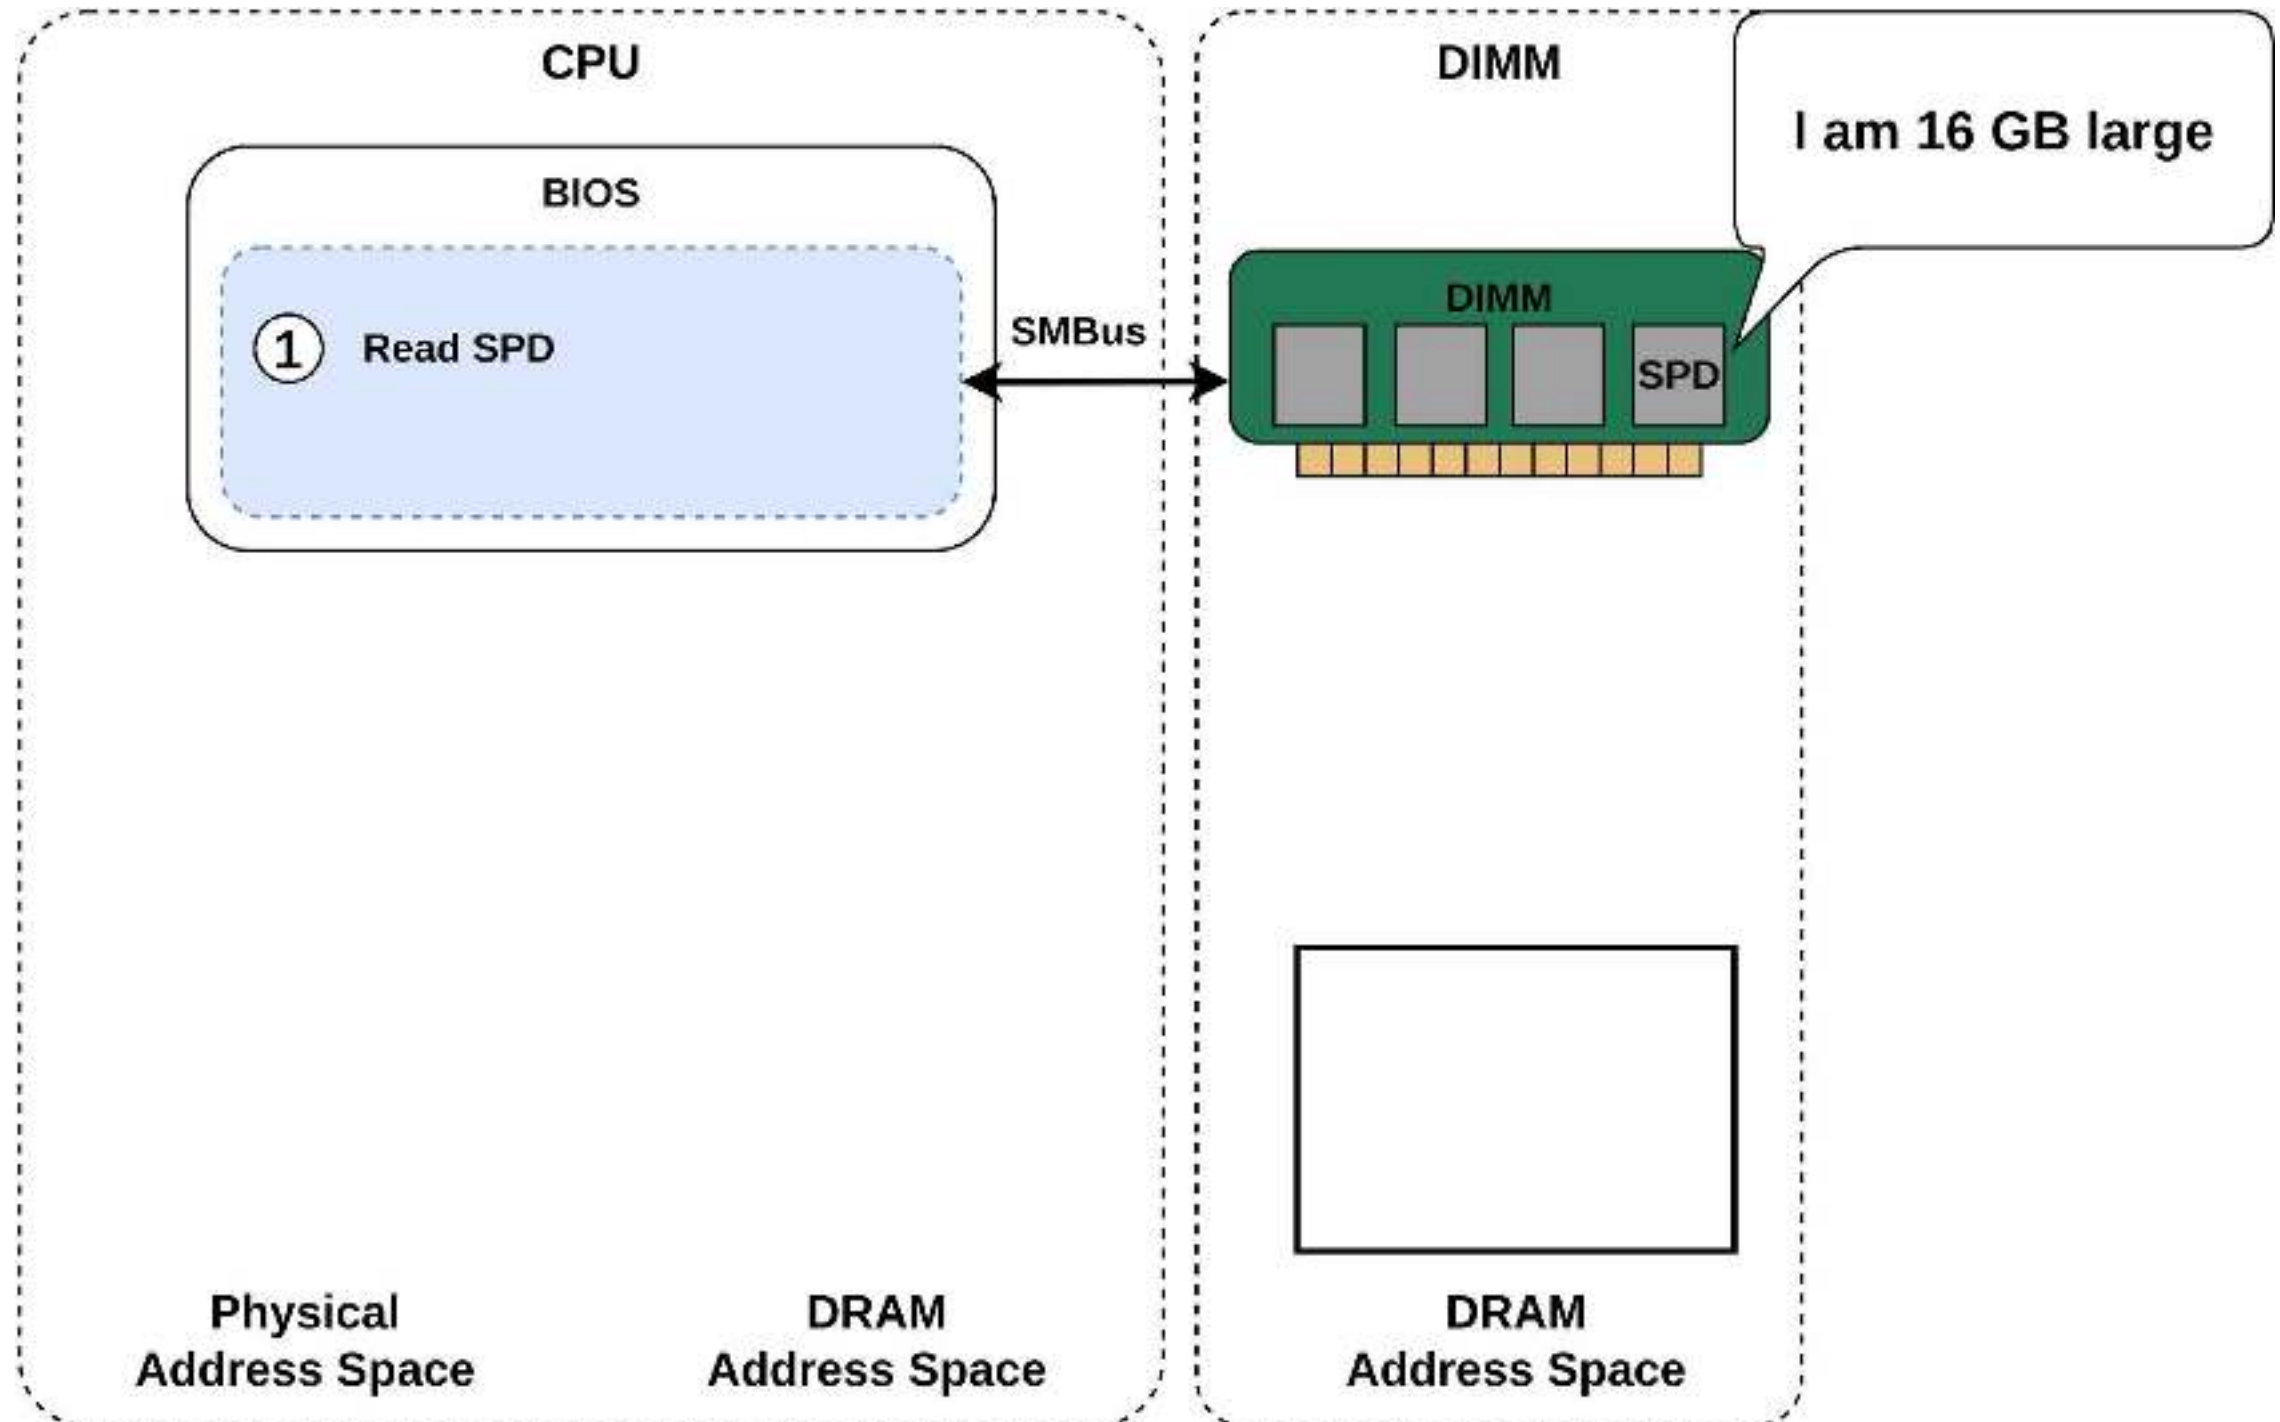 CPU
DIMM
I am 16 GB large
BIOS
DIMM
SMBus
1 Read SPD
SPD
Physical
Address Space
DRAM
Address Space
DRAM
Address Space